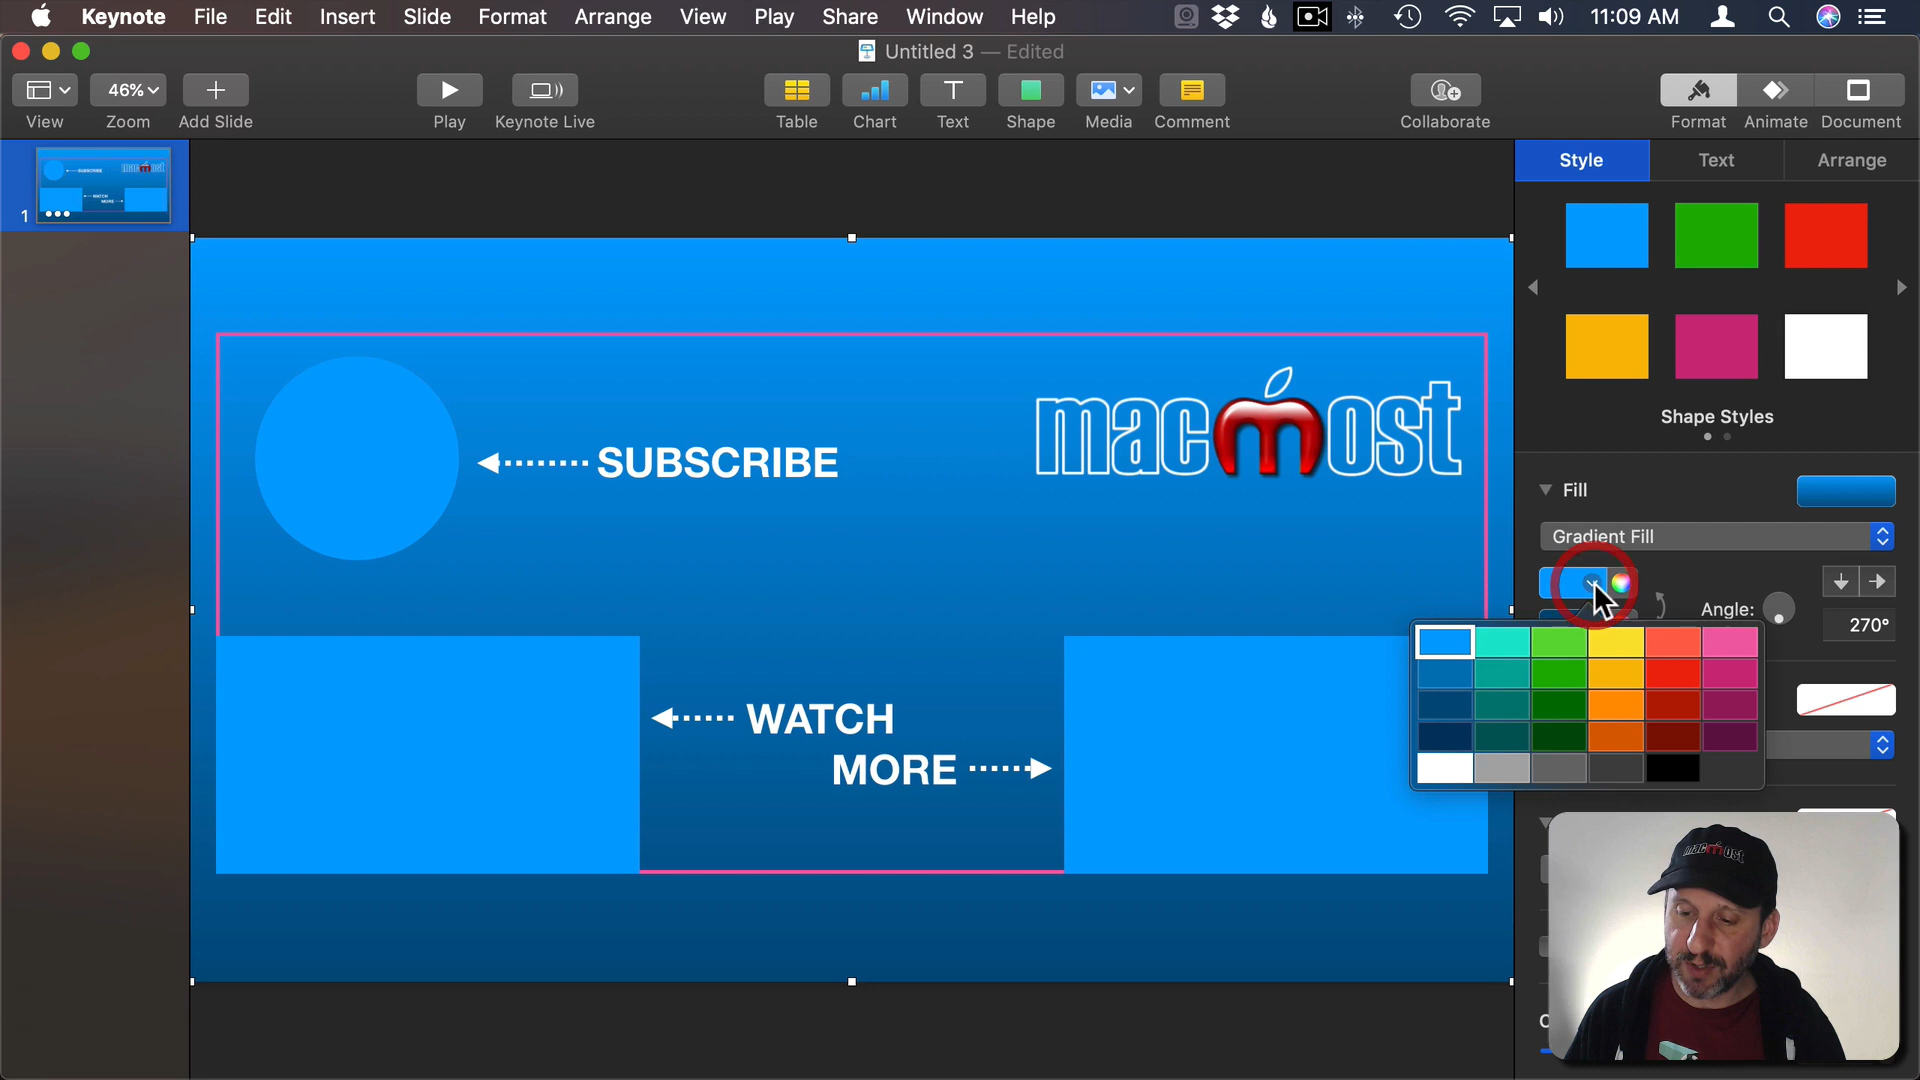 Keynote File Edit Insert Slide Format Arrange View Play Share Window Help 11:09 AM
Untitled 3 — Edited
46%
View Zoom Add Slide Play Keynote Live Table Chart Text Shape Media Comment Collaborate Format Animate Document
Style Text Arrange
1
macmost
SUBSCRIBE
WATCH
MORE
Shape Styles
Fill
Gradient Fill
Angle:
270°
macmost